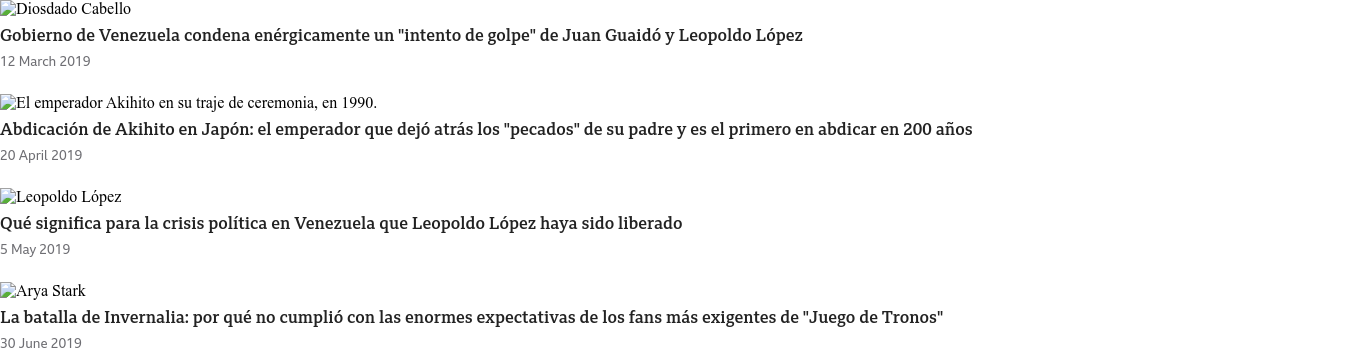 Diosdado Cabello
Gobierno de Venezuela condena enérgicamente un "intento de golpe" de Juan Guaidó y Leopoldo López
12 March 2019
El emperador Akihito en su traje de ceremonia, en 1990.
Abdicación de Akihito en Japón: el emperador que dejó atrás los "pecados" de su padre y es el primero en abdicar en 200 años
20 April 2019
Leopoldo López
Qué significa para la crisis política en Venezuela que Leopoldo López haya sido liberado
5 May 2019
Arya Stark
La batalla de Invernalia: por qué no cumplió con las enormes expectativas de los fans más exigentes de "Juego de Tronos"
30 June 2019